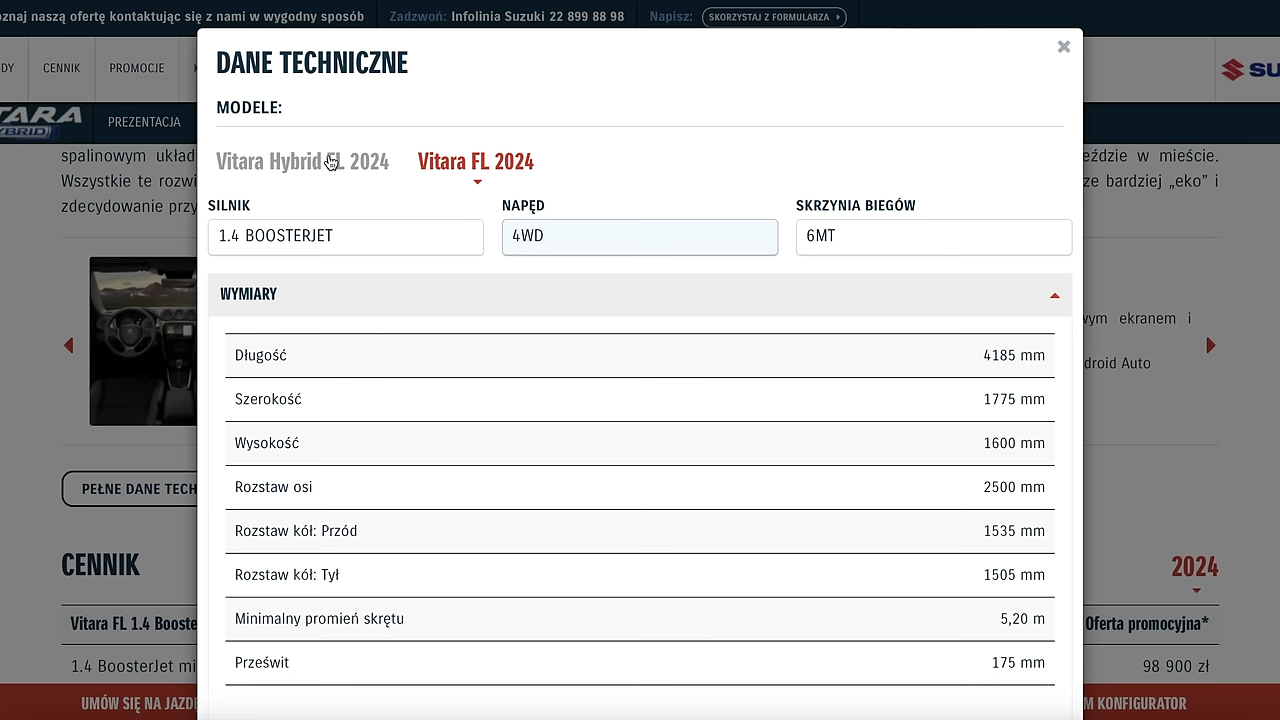 oznaj naszą ofertę kontaktując się z nami w wygodny sposób
Zadzwoń: Infolinia Suzuki 22 899 88 98
Napisz: SKORZYSTAJ Z FORMULARZA
DY CENNIK PROMOCJE SU
TARA
HYBRID
PREZENTACJA
spalinowym układ eździe w mieście.
Wszystkie te rozwi ze bardziej „eko” i
zdecydowanie przy
DANE TECHNICZNE
MODELE:
Vitara Hybrid FL 2024 Vitara FL 2024
SILNIK NAPĘD SKRZYNIA BIEGÓW
1.4 BOOSTERJET 4WD 6MT
WYMIARY
Długość 4185 mm
Szerokość 1775 mm
Wysokość 1600 mm
Rozstaw osi 2500 mm
Rozstaw kół: Przód 1535 mm
Rozstaw kół: Tył 1505 mm
Minimalny promień skrętu 5,20 m
Prześwit 175 mm
wym ekranem i
droid Auto
PEŁNE DANE TECH
CENNIK 2024
Vitara FL 1.4 Booste Oferta promocyjna*
1.4 BoosterJet mi 98 900 zł
UMÓW SIĘ NA JAZD M KONFIGURATOR